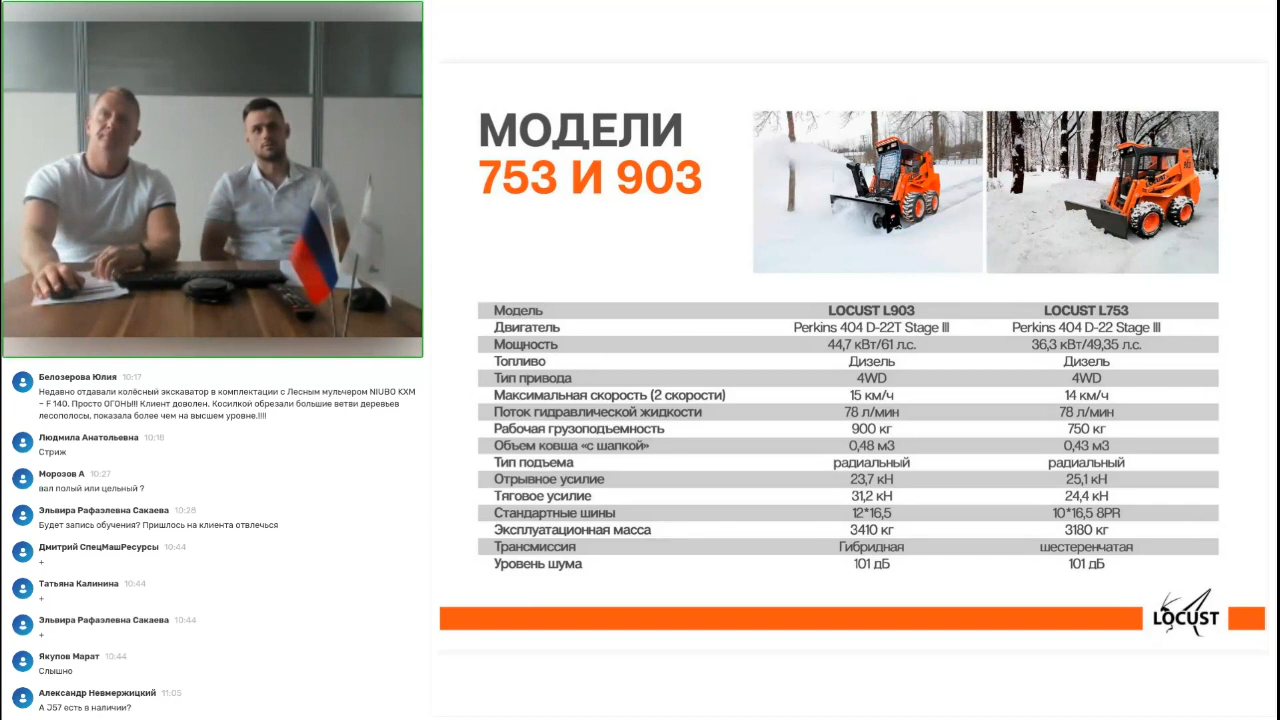 Белозерова Юлия 10:17
Недавно отдавали колёсный экскаватор в комплектации с Лесным мульчером NIUBO KXM
– F 140. Просто ОГОНЬ!!! Клиент доволен. Косилкой обрезали большие ветви деревьев
лесополосы, показала более чем на высшем уровне.!!!!
Людмила Анатольевна 10:18
Стриж
Морозов А 10:27
вал полый или цельный ?
Эльвира Рафаэлевна Сакаева 10:28
Будет запись обучения? Пришлось на клиента отвлечься
Дмитрий СпецМашРесурсы 10:44
+
Татьяна Калинина 10:44
+
Эльвира Рафаэлевна Сакаева 10:44
+
Якупов Марат 10:44
Слышно
Александр Невмержицкий 11:05
А J57 есть в наличии?
МОДЕЛИ
753 И 903
Модель LOCUST L903 LOCUST L753
Двигатель Perkins 404 D-22T Stage III Perkins 404 D-22 Stage III
Мощность 44,7 кВт/61 л.с. 36,3 кВт/49,35 л.с.
Топливо Дизель Дизель
Тип привода 4WD 4WD
Максимальная скорость (2 скорости) 15 км/ч 14 км/ч
Поток гидравлической жидкости 78 л/мин 78 л/мин
Рабочая грузоподъемность 900 кг 750 кг
Объем ковша «с шапкой» 0,48 м3 0,43 м3
Тип подъема радиальный радиальный
Отрывное усилие 23,7 кН 25,1 кН
Тяговое усилие 31,2 кН 24,4 кН
Стандартные шины 12*16,5 10*16,5 8PR
Эксплуатационная масса 3410 кг 3180 кг
Трансмиссия Гибридная шестеренчатая
Уровень шума 101 дБ 101 дБ
LOCUST